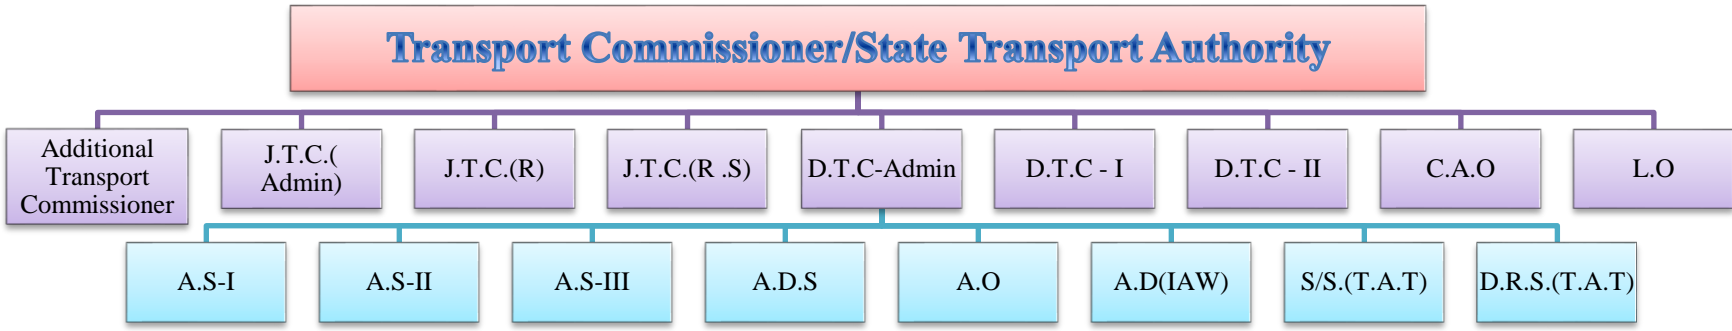 Transport Commissioner/State Transport Authority
Additional
Transport
Commissioner
J.T.C.(
Admin)
J.T.C.(R)
J.T.C.(R .S)
D.T.C-Admin
D.T.C - I
D.T.C - II
C.A.O
L.O
A.S-I
A.S-II
A.S-III
A.D.S
A.O
A.D(IAW)
S/S.(T.A.T)
D.R.S.(T.A.T)